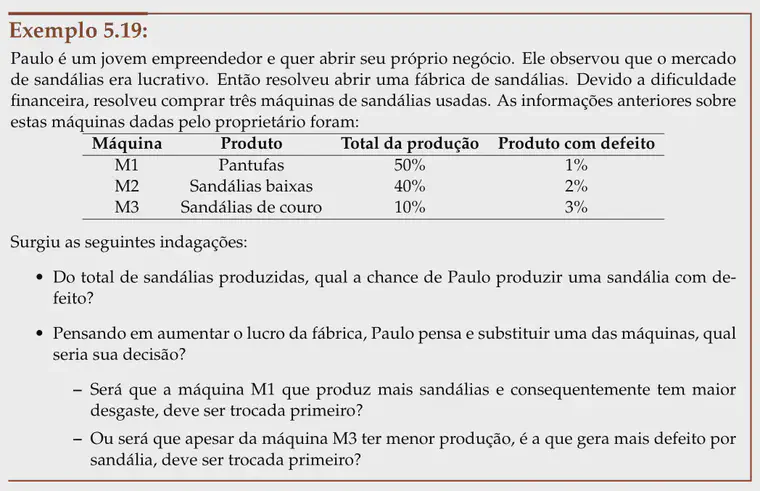 Exemplo 5.19:
Paulo é um jovem empreendedor e quer abrir seu próprio negócio. Ele observou que o mercado
de sandálias era lucrativo. Então resolveu abrir uma fábrica de sandálias. Devido a dificuldade
financeira, resolveu comprar três máquinas de sandálias usadas. As informações anteriores sobre
estas máquinas dadas pelo proprietário foram:
Máquina Produto Total da produção Produto com defeito
M1 Pantufas 50% 1%
M2 Sandálias baixas 40% 2%
M3 Sandálias de couro 10% 3%
Surgiu as seguintes indagações:
• Do total de sandálias produzidas, qual a chance de Paulo produzir uma sandália com de-
feito?
• Pensando em aumentar o lucro da fábrica, Paulo pensa e substituir uma das máquinas, qual
seria sua decisão?
– Será que a máquina M1 que produz mais sandálias e consequentemente tem maior
desgaste, deve ser trocada primeiro?
– Ou será que apesar da máquina M3 ter menor produção, é a que gera mais defeito por
sandália, deve ser trocada primeiro?